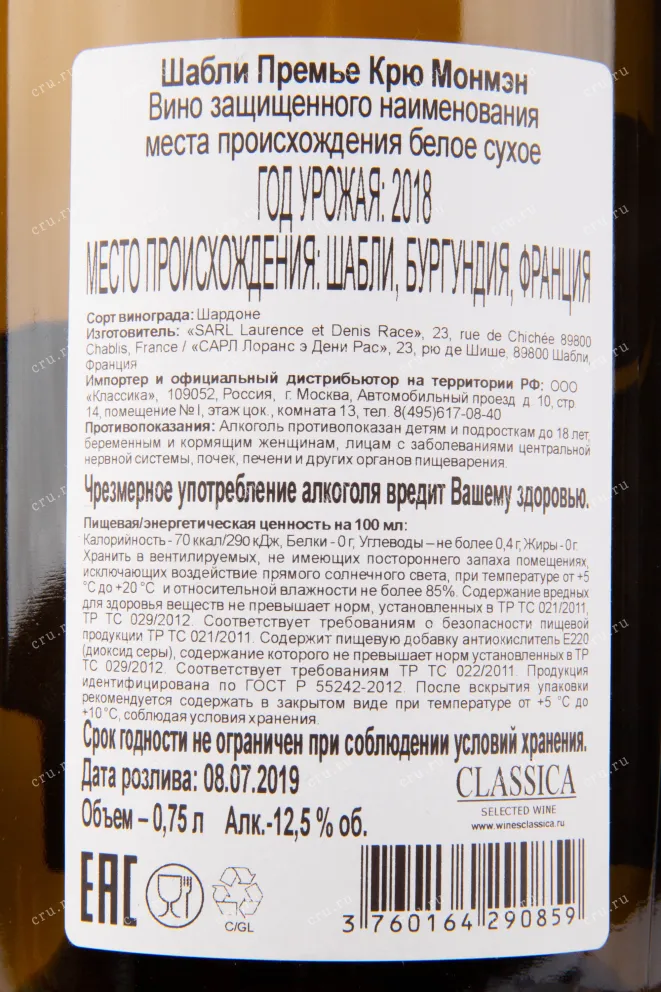 Шабли Премье Крю Монмэн
Вино защищенного наименования
места происхождения белое сухое
ГОД УРОЖАЯ: 2018
МЕСТО ПРОИСХОЖДЕНИЯ: ШАБЛИ, БУРГУНДИЯ, ФРАНЦИЯ
Сорт винограда: Шардоне
Изготовитель: «SARL Laurence et Denis Race», 23, rue de Chichée 89800
Chablis, France / «САРЛ Лоранс э Дени Рас», 23, рю де Шише, 89800 Шабли,
Франция
Импортер и официальный дистрибьютор на территории РФ: ООО
«Классика», 109052, Россия, г. Москва, Автомобильный проезд д. 10, стр.
14, помещение № I, этаж цок., комната 13, тел. 8(495)617-08-40
Противопоказания: Алкоголь противопоказан детям и подросткам до 18 лет,
беременным и кормящим женщинам, лицам с заболеваниями центральной
нервной системы, почек, печени и других органов пищеварения.
Чрезмерное употребление алкоголя вредит Вашему здоровью.
Пищевая/энергетическая ценность на 100 мл:
Калорийность - 70 ккал/290 кДж, Белки - 0 г, Углеводы – не более 0,4 г, Жиры - 0 г.
Хранить в вентилируемых, не имеющих постороннего запаха помещениях,
исключающих воздействие прямого солнечного света, при температуре от +5
°C до +20 °C и относительной влажности не более 85%. Содержание вредных
для здоровья веществ не превышает норм, установленных в ТР ТС 021/2011,
ТР ТС 029/2012. Соответствует требованиям о безопасности пищевой
продукции ТР ТС 021/2011. Содержит пищевую добавку антиокислитель Е220
(диоксид серы), содержание которого не превышает норм установленных в ТР
ТС 029/2012. Соответствует требованиям ТР ТС 022/2011. Продукция
идентифицирована по ГОСТ Р 55242-2012. После вскрытия упаковки
рекомендуется содержать в закрытом виде при температуре от +5 °C до
+10°C, соблюдая условия хранения.
Срок годности не ограничен при соблюдении условий хранения.
Дата розлива: 08.07.2019
Объем – 0,75 л Алк.-12,5 % об.
CLASSICA
SELECTED WINE
www.winesclassica.ru
EAC
C/GL
3 760164 290859
cru.ru